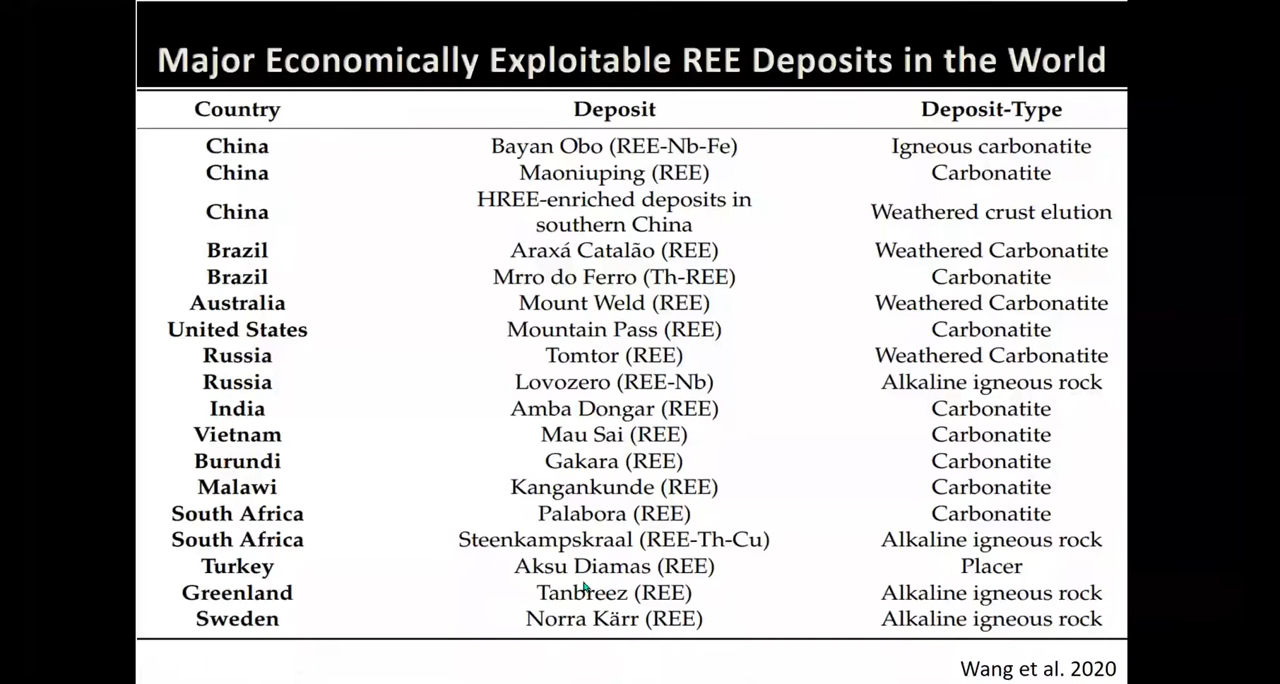 Major Economically Exploitable REE Deposits in the World
Country Deposit Deposit-Type
China Bayan Obo (REE-Nb-Fe) Igneous carbonatite
China Maoniuping (REE) Carbonatite
China HREE-enriched deposits in southern China Weathered crust elution
Brazil Araxá Catalão (REE) Weathered Carbonatite
Brazil Mrro do Ferro (Th-REE) Carbonatite
Australia Mount Weld (REE) Weathered Carbonatite
United States Mountain Pass (REE) Carbonatite
Russia Tomtor (REE) Weathered Carbonatite
Russia Lovozero (REE-Nb) Alkaline igneous rock
India Amba Dongar (REE) Carbonatite
Vietnam Mau Sai (REE) Carbonatite
Burundi Gakara (REE) Carbonatite
Malawi Kangankunde (REE) Carbonatite
South Africa Palabora (REE) Carbonatite
South Africa Steenkampskraal (REE-Th-Cu) Alkaline igneous rock
Turkey Aksu Diamas (REE) Placer
Greenland Tanbreez (REE) Alkaline igneous rock
Sweden Norra Kärr (REE) Alkaline igneous rock
Wang et al. 2020